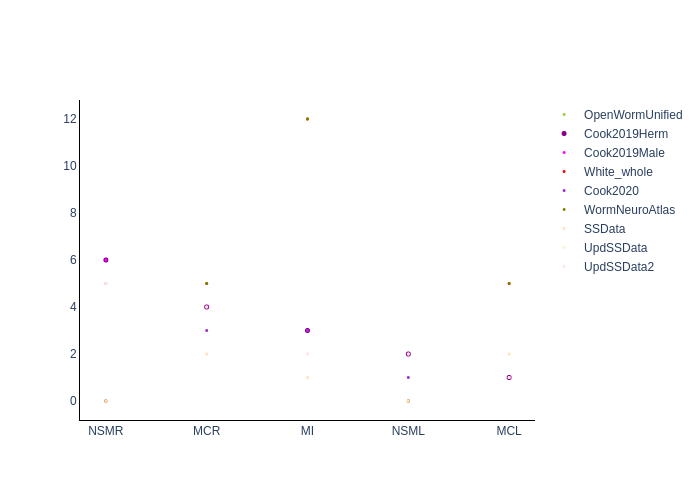 12
10
8
6
4
2
0
NSMR MCR MI NSML MCL
OpenWormUnified
Cook2019Herm
Cook2019Male
White_whole
Cook2020
WormNeuroAtlas
SSData
UpdSSData
UpdSSData2